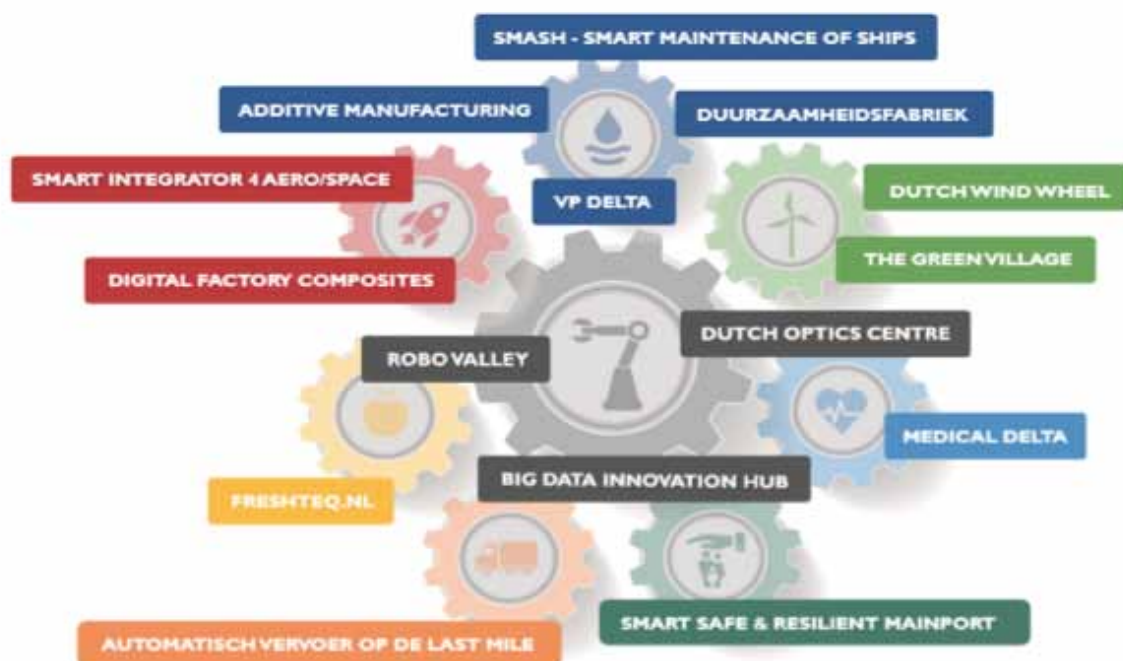 SMASH - SMART MAINTENANCE OF SHIPS
ADDITIVE MANUFACTURING
DUURZAAMHEIDSFABRIEK
SMART INTEGRATOR 4 AERO/SPACE
DUTCH WIND WHEEL
VP DELTA
THE GREEN VILLAGE
DIGITAL FACTORY COMPOSITES
DUTCH OPTICS CENTRE
ROBO VALLEY
MEDICAL DELTA
BIG DATA INNOVATION HUB
FRESHTEQ.NL
SMART SAFE & RESILIENT MAINPORT
AUTOMATISCH VERVOER OP DE LAST MILE